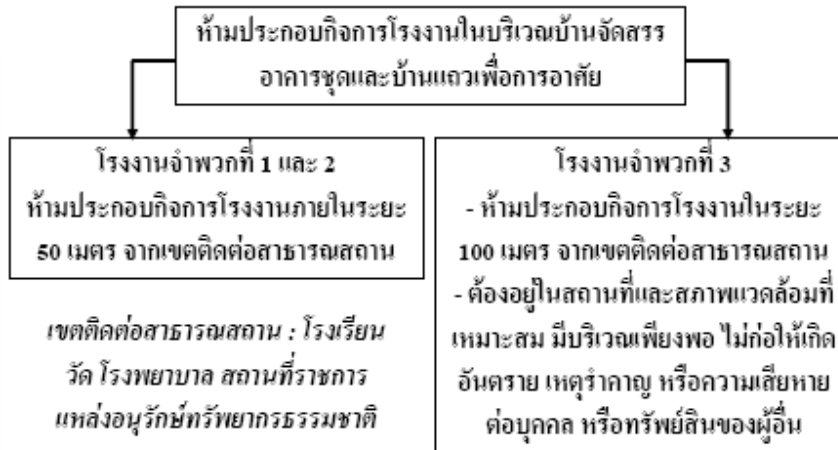 ห้ามประกอบกิจการโรงงานในบริเวณบ้านจัดสรร
อาคารชุดและบ้านแถวเพื่อการอาศัย
โรงงานจำพวกที่ 1 และ 2
ห้ามประกอบกิจการโรงงานภายในระยะ
50 เมตร จากเขตติดต่อสาธารณสถาน
เขตติดต่อสาธารณสถาน : โรงเรียน
วัด โรงพยาบาล สถานที่ราชการ
แหล่งอนุรักษ์ทรัพยากรธรรมชาติ
โรงงานจำพวกที่ 3
- ห้ามประกอบกิจการโรงงานในระยะ
100 เมตร จากเขตติดต่อสาธารณสถาน
- ต้องอยู่ในสถานที่และสภาพแวดล้อมที่
เหมาะสม มีบริเวณเพียงพอ ไม่ก่อให้เกิด
อันตราย เหตุรำคาญ หรือความเสียหาย
ต่อบุคคล หรือทรัพย์สินของผู้อื่น